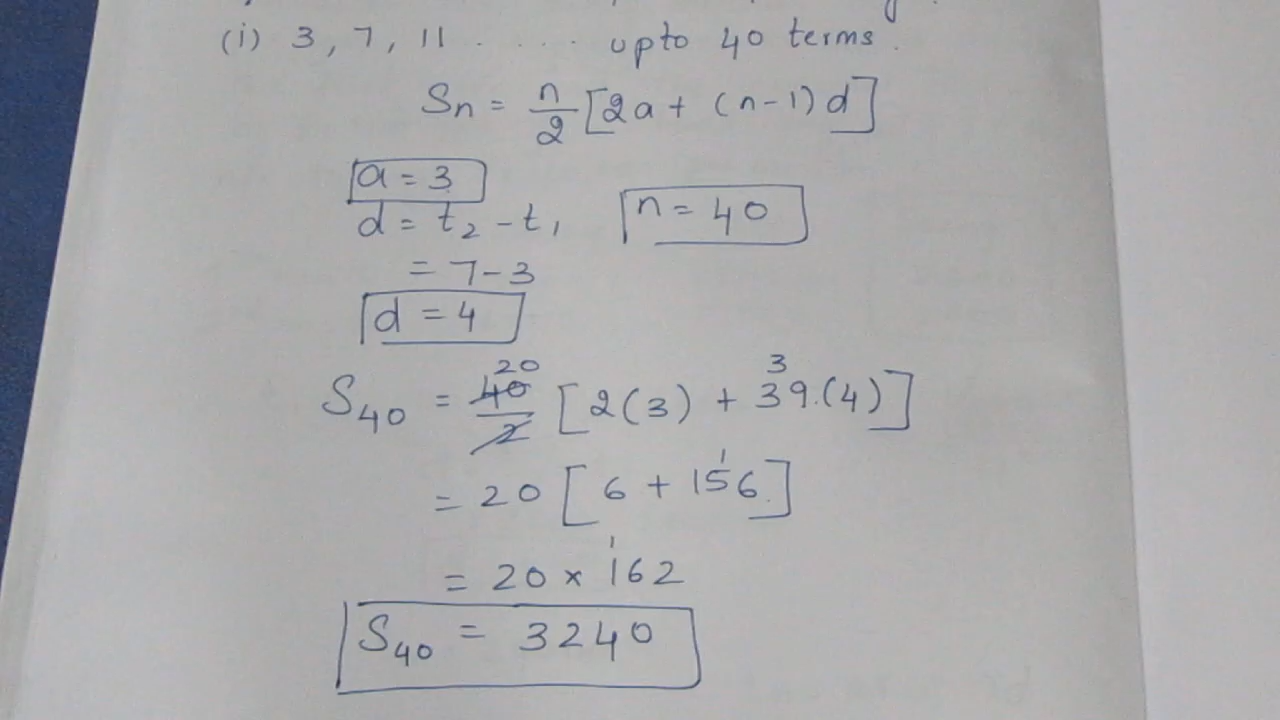 (i) 3, 7, 11 ..... upto 40 terms.
Sn = n/2 [2a + (n-1)d]
a = 3
d = t2 - t1   n = 40
= 7-3
d = 4
20 3
S40 = 40/2 [2(3) + 39.(4)]
1
= 20 [6 + 156]
1
= 20 × 162
S40 = 3240